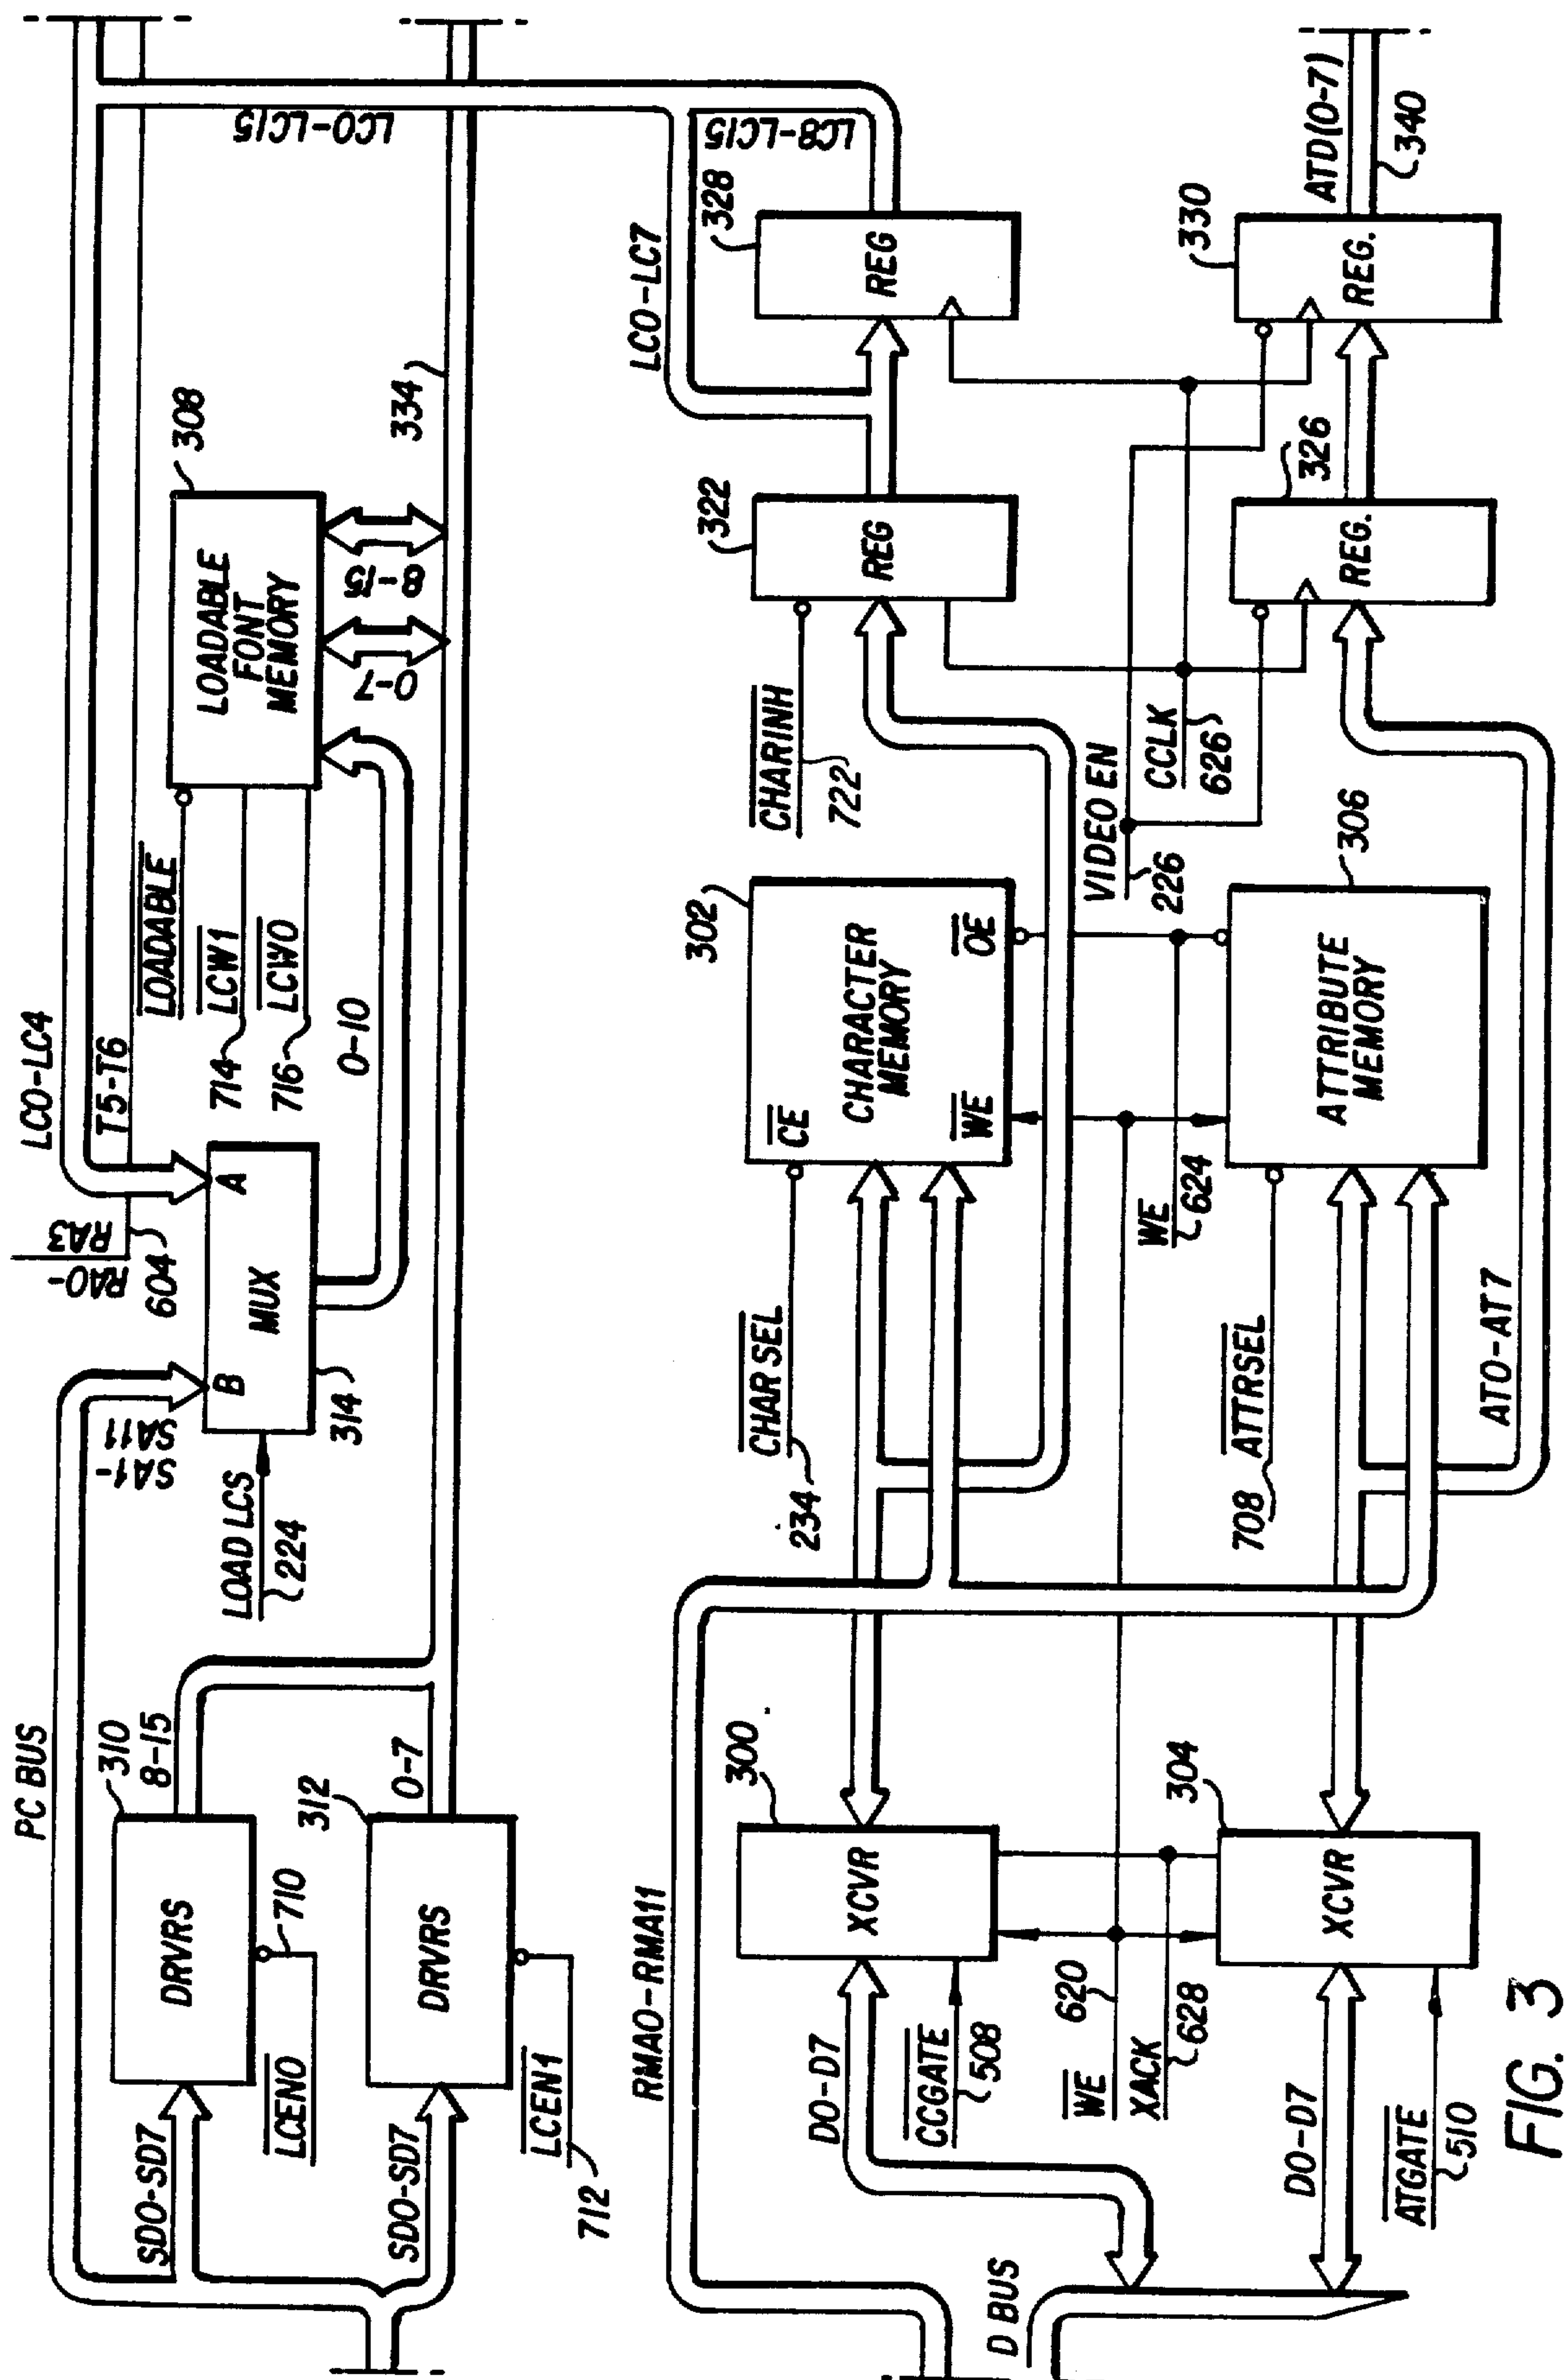 PC BUS
SD0-SD7
DRVRS
310
8-15
LCEN0
710
SD0-SD7
DRVRS
312
0-7
LCEN1
712
LOAD LCS
224
SA1-
SA11
B
MUX
A
314
RA0-
RA3
604
LC0-LC4
T5-T6
LOADABLE
LCW1
714
LCW0
716
0-10
LOADABLE
FONT
MEMORY
308
0-7
8-15
334
LC0-LC15
LC8-LC15
LC0-LC7
RMA0-RMA11
D BUS
D0-D7
CCGATE
508
XCVR
300
WE
620
XACK
628
D0-D7
ATGATE
510
XCVR
304
CHAR SEL
234
CE
CHARACTER
MEMORY
WE
OE
302
WE
624
ATTRSEL
708
ATTRIBUTE
MEMORY
306
AT0-AT7
CHARINH
722
VIDEO EN
226
CCLK
626
REG
322
REG
328
REG.
326
REG.
330
ATD(0-7)
340
FIG. 3